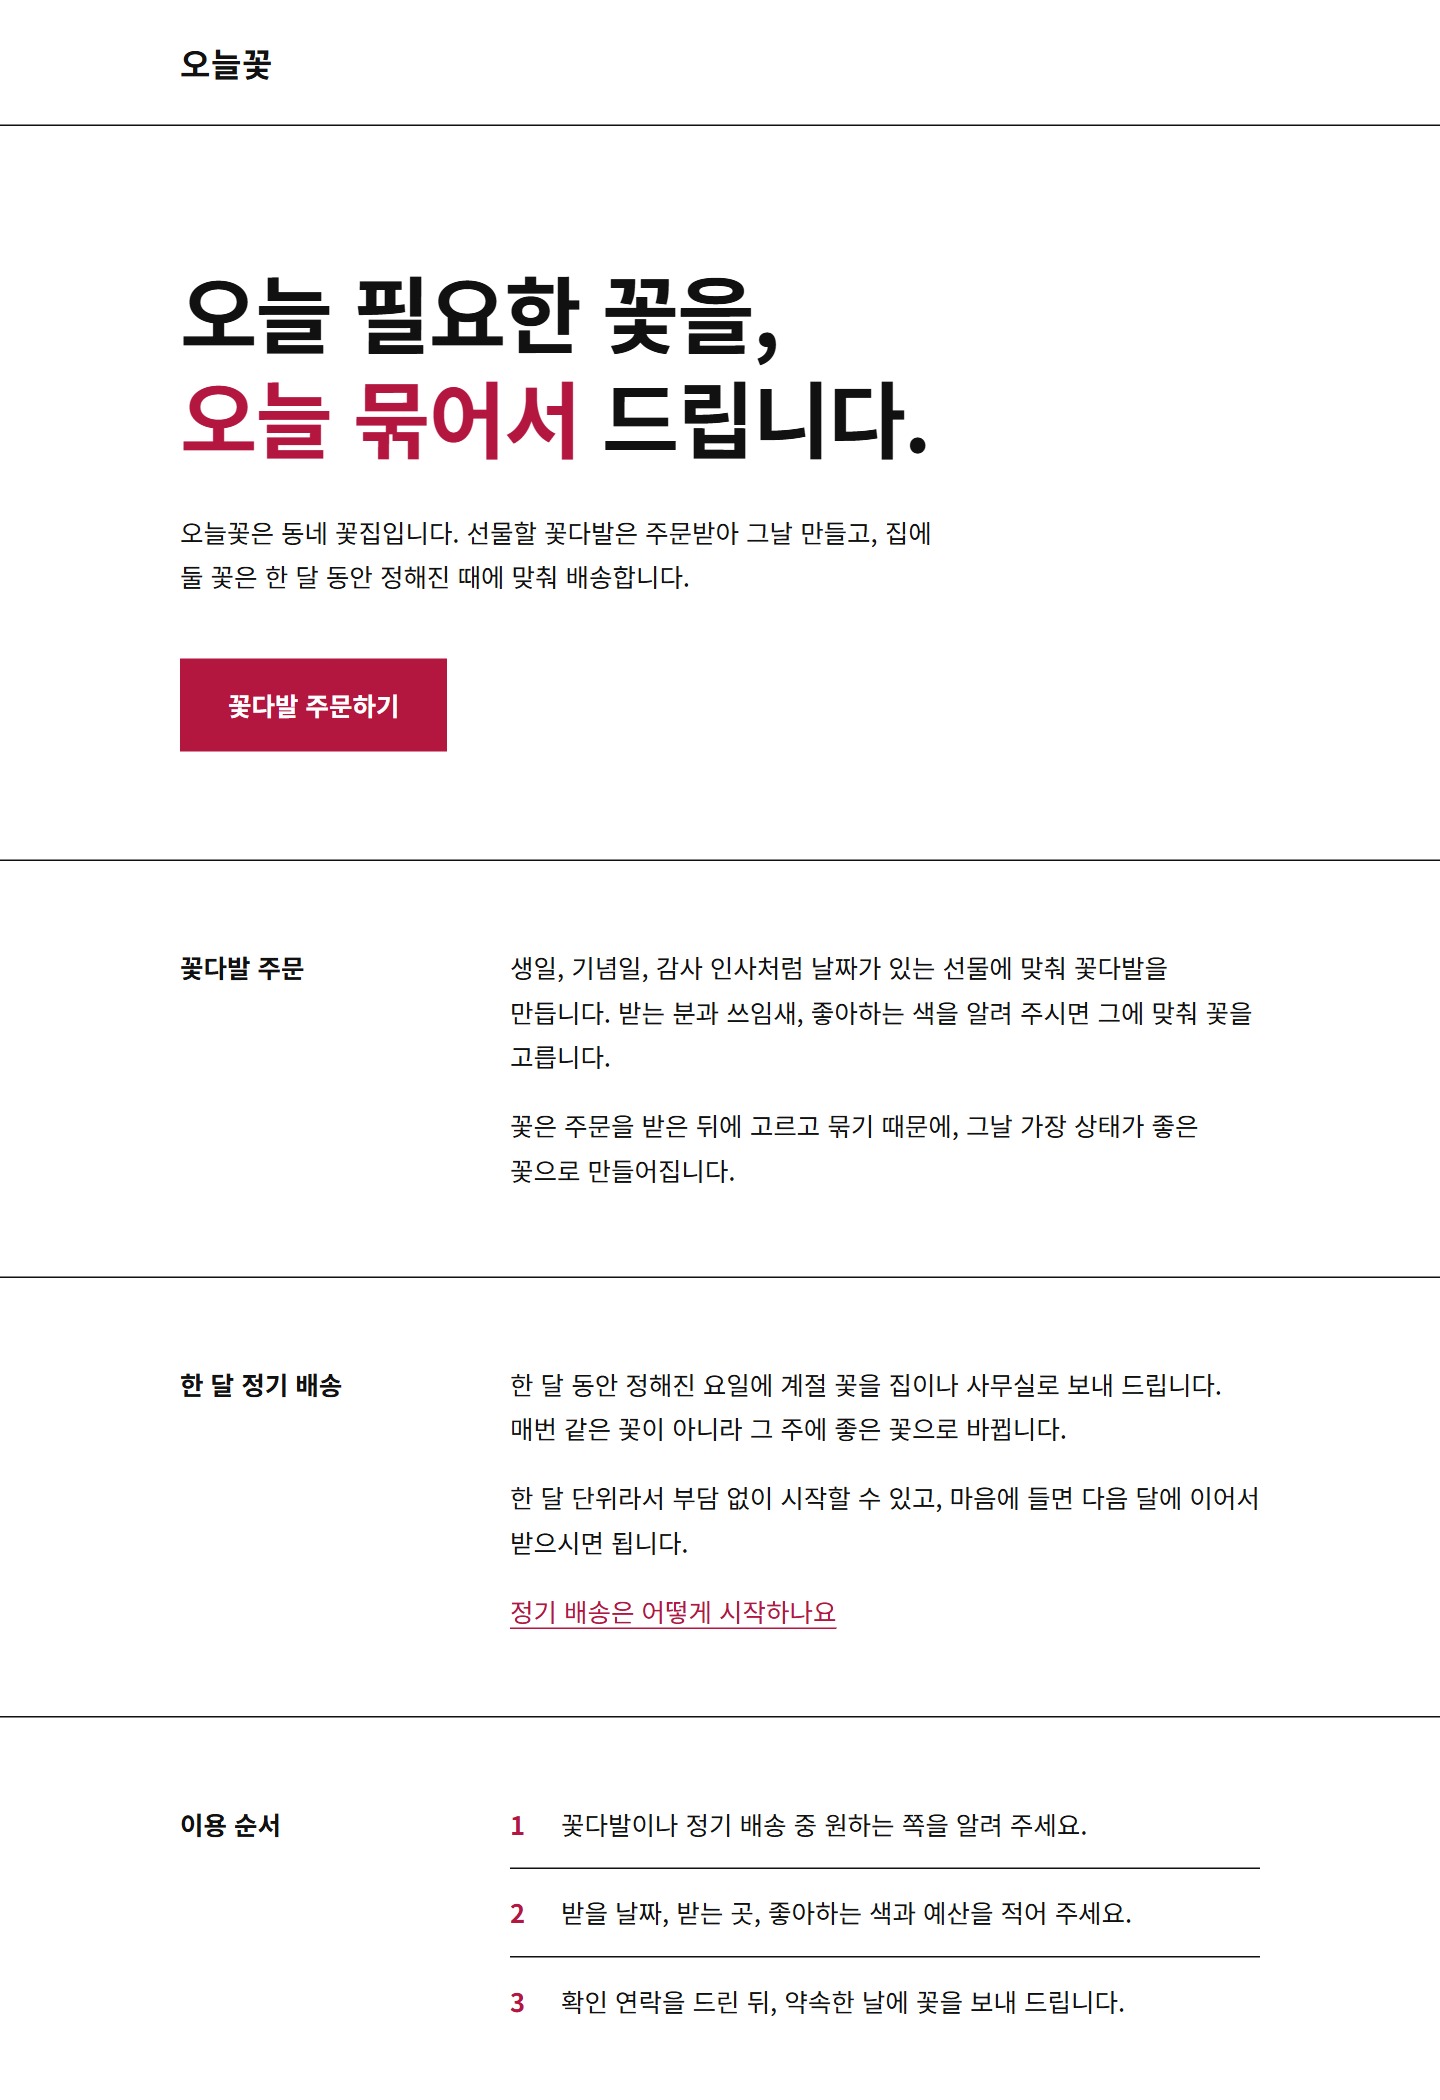 오늘꽃
오늘 필요한 꽃을,
오늘 묶어서 드립니다.
오늘꽃은 동네 꽃집입니다. 선물할 꽃다발은 주문받아 그날 만들고, 집에
둘 꽃은 한 달 동안 정해진 때에 맞춰 배송합니다.
꽃다발 주문하기
꽃다발 주문
생일, 기념일, 감사 인사처럼 날짜가 있는 선물에 맞춰 꽃다발을
만듭니다. 받는 분과 쓰임새, 좋아하는 색을 알려 주시면 그에 맞춰 꽃을
고릅니다.
꽃은 주문을 받은 뒤에 고르고 묶기 때문에, 그날 가장 상태가 좋은
꽃으로 만들어집니다.
한 달 정기 배송
한 달 동안 정해진 요일에 계절 꽃을 집이나 사무실로 보내 드립니다.
매번 같은 꽃이 아니라 그 주에 좋은 꽃으로 바뀝니다.
한 달 단위라서 부담 없이 시작할 수 있고, 마음에 들면 다음 달에 이어서
받으시면 됩니다.
정기 배송은 어떻게 시작하나요
이용 순서
1 꽃다발이나 정기 배송 중 원하는 쪽을 알려 주세요.
2 받을 날짜, 받는 곳, 좋아하는 색과 예산을 적어 주세요.
3 확인 연락을 드린 뒤, 약속한 날에 꽃을 보내 드립니다.